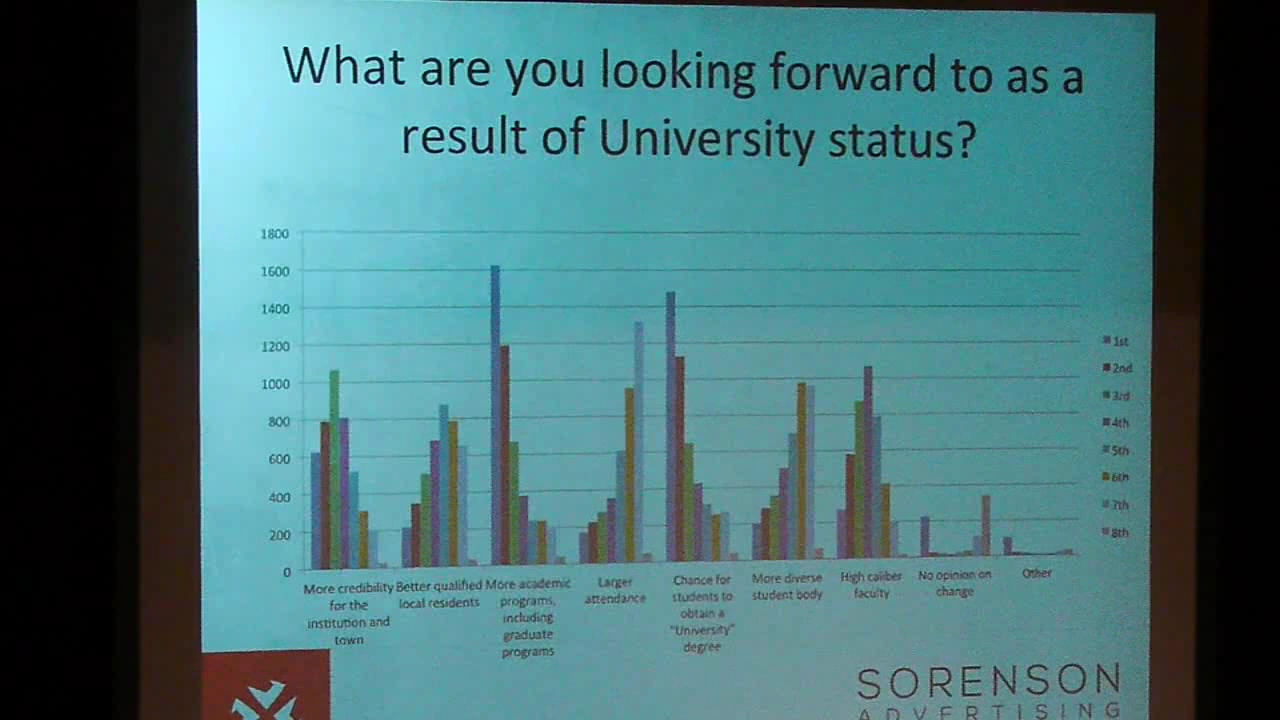 What are you looking forward to as a
result of University status?
1800
1600
1400
1200
1000
800
600
400
200
0
More credibility
for the
institution and
town
Better qualified
local residents
More academic
programs,
including
graduate
programs
Larger
attendance
Chance for
students to
obtain a
"University"
degree
More diverse
student body
High caliber
faculty
No opinion on
change
Other
1st
2nd
3rd
4th
5th
6th
7th
8th
SORENSON
ADVERTISING